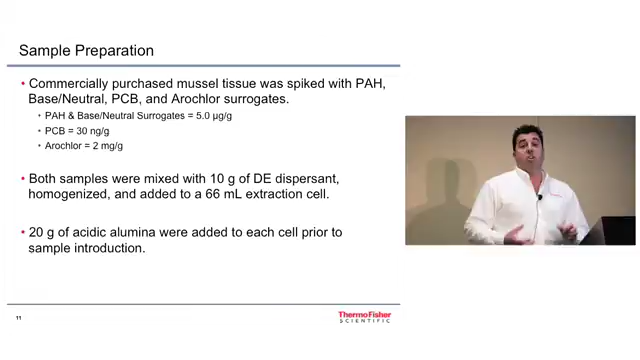 Sample Preparation
• Commercially purchased mussel tissue was spiked with PAH,
Base/Neutral, PCB, and Arochlor surrogates.
• PAH & Base/Neutral Surrogates = 5.0 µg/g
• PCB = 30 ng/g
• Arochlor = 2 mg/g
• Both samples were mixed with 10 g of DE dispersant,
homogenized, and added to a 66 mL extraction cell.
• 20 g of acidic alumina were added to each cell prior to
sample introduction.
11
ThermoFisher
SCIENTIFIC